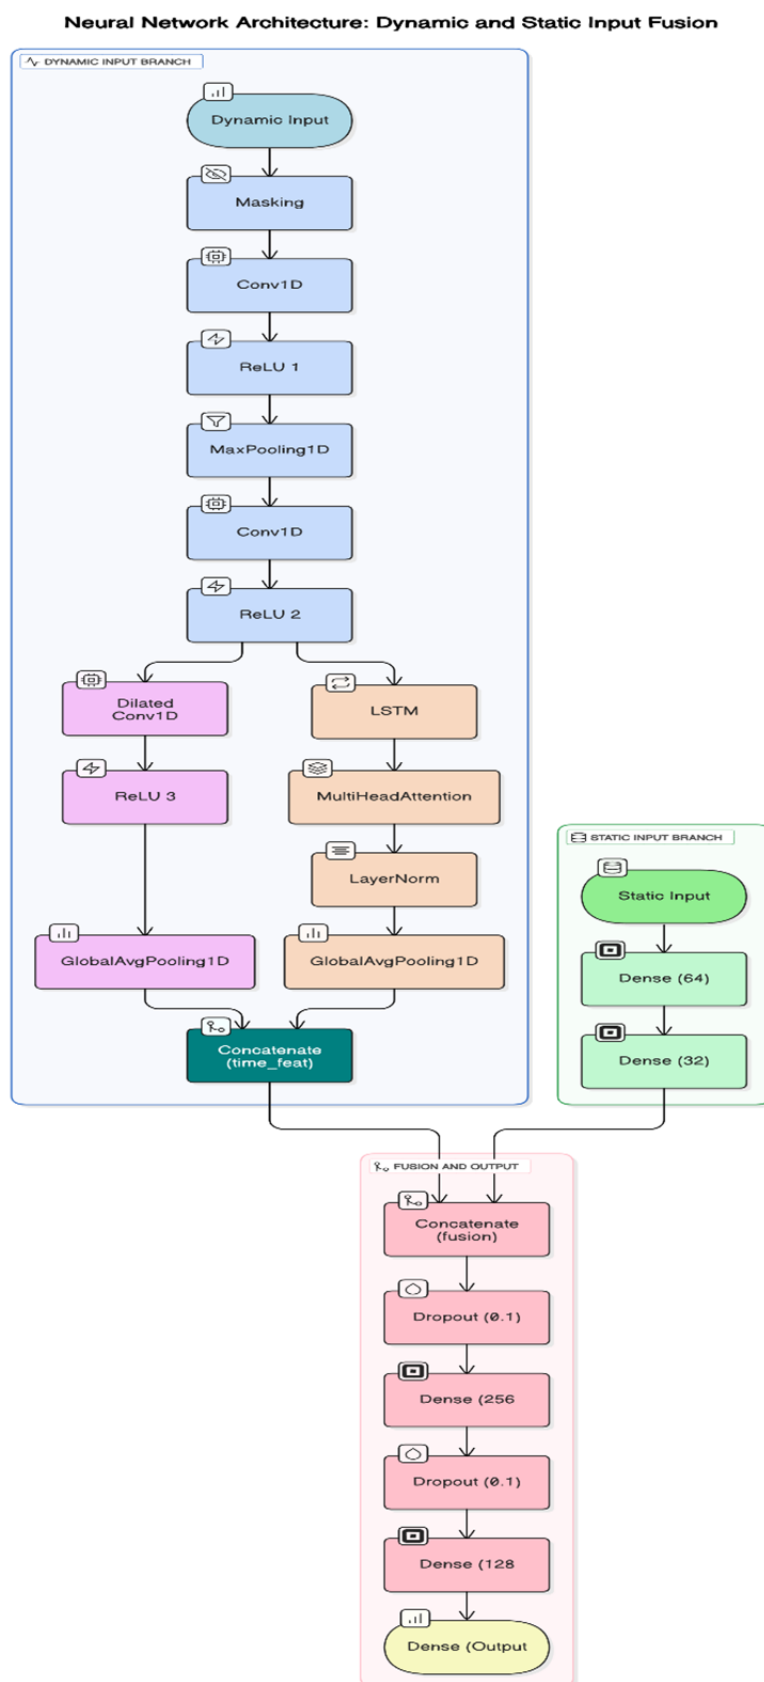 Neural Network Architecture: Dynamic and Static Input Fusion
DYNAMIC INPUT BRANCH
Dynamic Input
Masking
Conv1D
ReLU 1
MaxPooling1D
Conv1D
ReLU 2
Dilated
Conv1D
LSTM
ReLU 3
MultiHeadAttention
LayerNorm
GlobalAvgPooling1D
GlobalAvgPooling1D
Concatenate
(time_feat)
STATIC INPUT BRANCH
Static Input
Dense (64)
Dense (32)
FUSION AND OUTPUT
Concatenate
(fusion)
Dropout (0.1)
Dense (256
Dropout (0.1)
Dense (128
Dense (Output